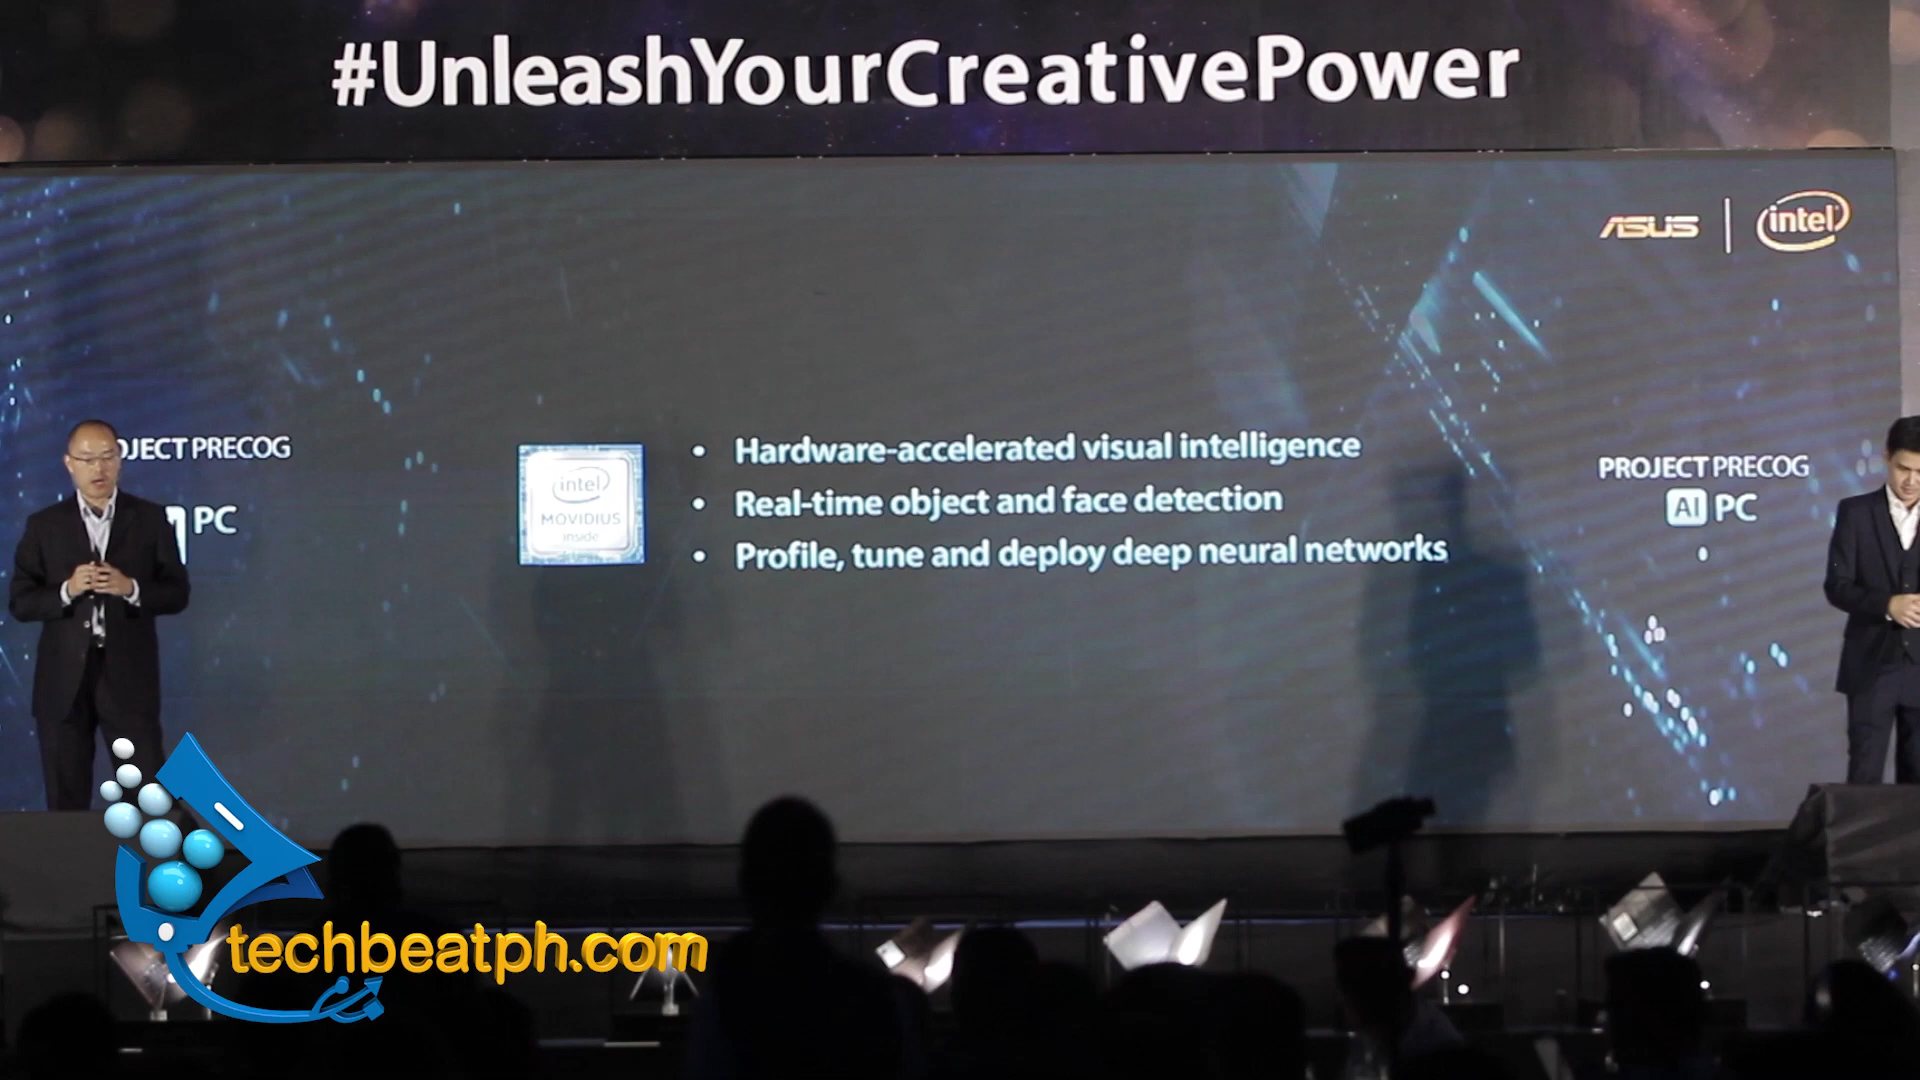 #UnleashYourCreativePower
ASUS | intel
OJECT PRECOG
PC
intel
MOVIDIUS
inside
• Hardware-accelerated visual intelligence
• Real-time object and face detection
• Profile, tune and deploy deep neural networks
PROJECT PRECOG
AI PC
techbeatph.com